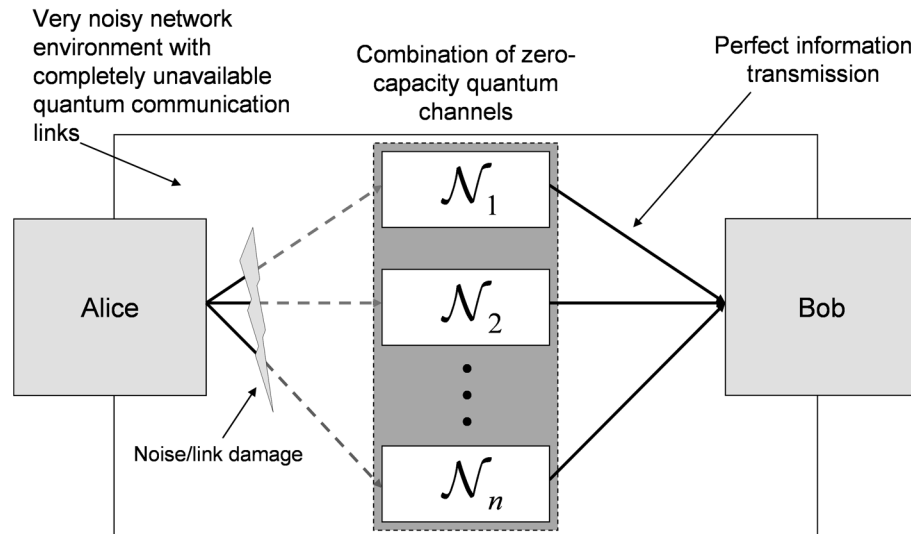 Very noisy network
environment with
completely unavailable
quantum communication
links
Combination of zero-
capacity quantum
channels
Perfect information
transmission
𝒩1
Alice
𝒩2
Bob
Noise/link damage
𝒩n